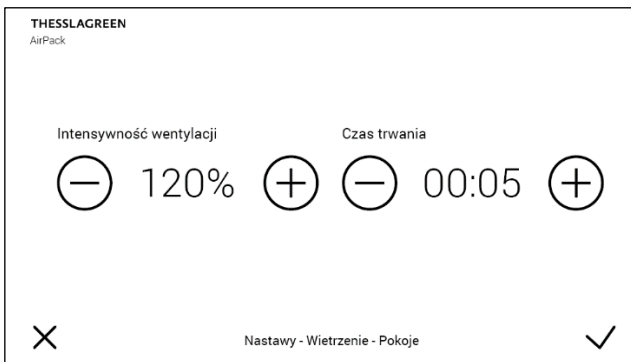 THESSLAGREEN
AirPack
Intensywność wentylacji
Czas trwania
120%
00:05
Nastawy - Wietrzenie - Pokoje